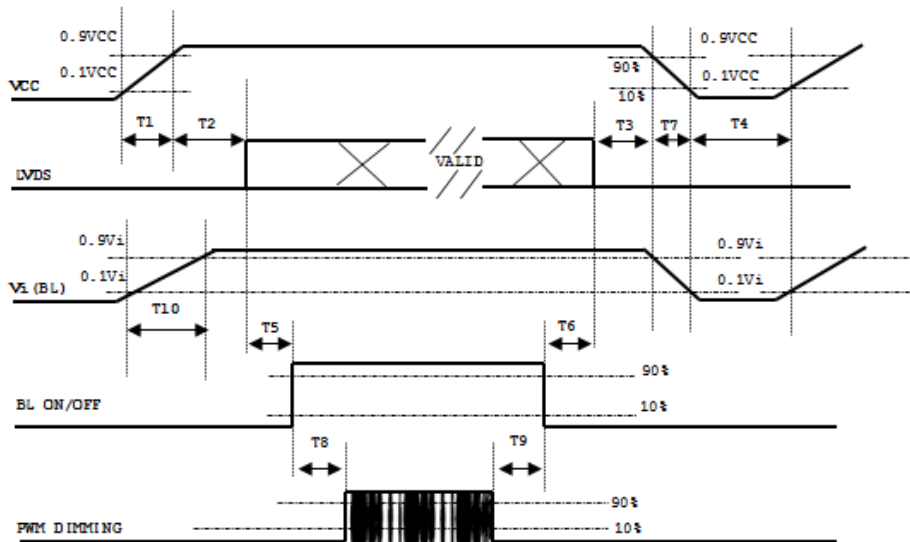 0.9VCC
0.1VCC
VCC
90%
10%
0.9VCC
0.1VCC
T1
T2
T3
T7
T4
LVDS
VALID
0.9Vi
0.1Vi
Vi(BL)
0.9Vi
0.1Vi
T10
T5
T6
90%
10%
BL ON/OFF
T8
T9
90%
10%
PWM DIMMING